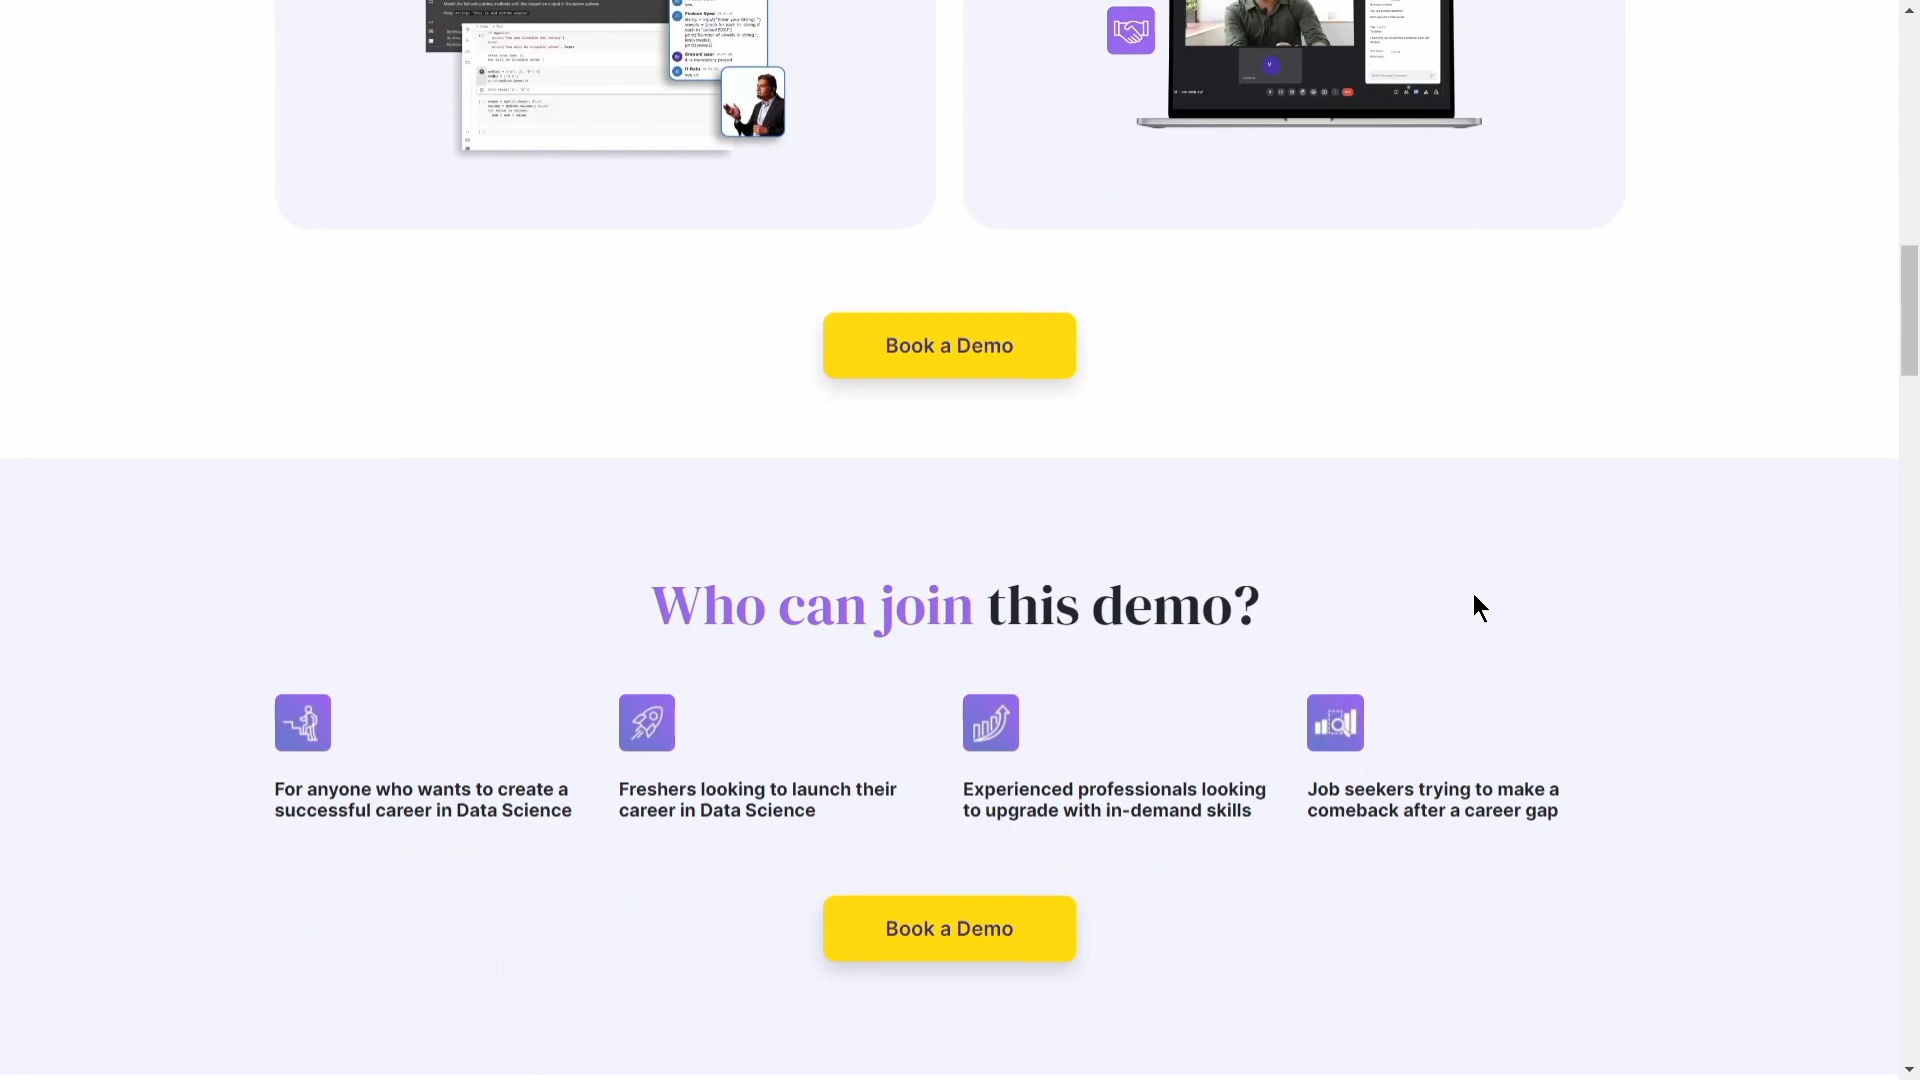 Book a Demo
Who can join this demo?
For anyone who wants to create a
successful career in Data Science
Freshers looking to launch their
career in Data Science
Experienced professionals looking
to upgrade with in-demand skills
Job seekers trying to make a
comeback after a career gap
Book a Demo